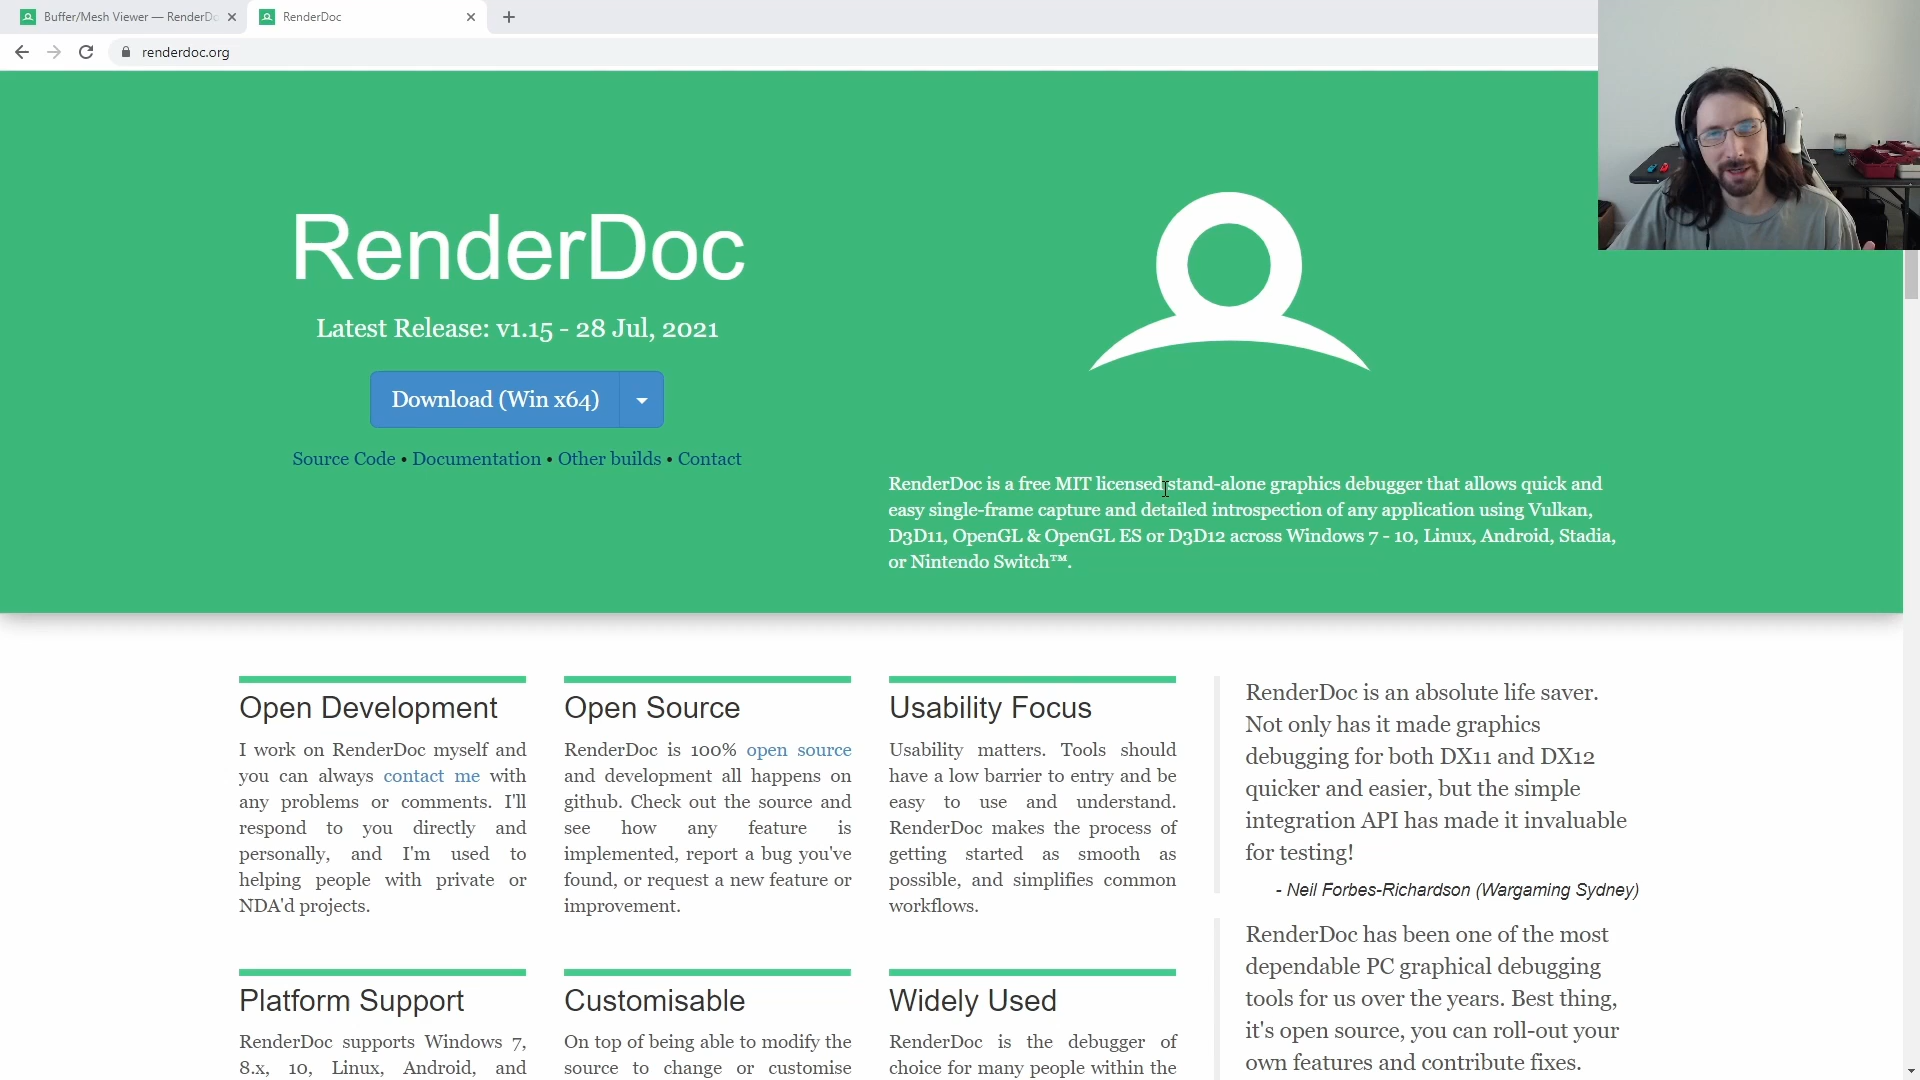 Buffer/Mesh Viewer — RenderDo
RenderDoc
renderdoc.org
RenderDoc
Latest Release: v1.15 - 28 Jul, 2021
Download (Win x64)
Source Code • Documentation • Other builds • Contact
RenderDoc is a free MIT licensed stand-alone graphics debugger that allows quick and
easy single-frame capture and detailed introspection of any application using Vulkan,
D3D11, OpenGL & OpenGL ES or D3D12 across Windows 7 - 10, Linux, Android, Stadia,
or Nintendo Switch™.
Open Development
I work on RenderDoc myself and
you can always contact me with
any problems or comments. I'll
respond to you directly and
personally, and I'm used to
helping people with private or
NDA'd projects.
Open Source
RenderDoc is 100% open source
and development all happens on
github. Check out the source and
see how any feature is
implemented, report a bug you've
found, or request a new feature or
improvement.
Usability Focus
Usability matters. Tools should
have a low barrier to entry and be
easy to use and understand.
RenderDoc makes the process of
getting started as smooth as
possible, and simplifies common
workflows.
RenderDoc is an absolute life saver.
Not only has it made graphics
debugging for both DX11 and DX12
quicker and easier, but the simple
integration API has made it invaluable
for testing!
- Neil Forbes-Richardson (Wargaming Sydney)
RenderDoc has been one of the most
dependable PC graphical debugging
tools for us over the years. Best thing,
it's open source, you can roll-out your
own features and contribute fixes.
Platform Support
RenderDoc supports Windows 7,
8.x, 10, Linux, Android, and
Customisable
On top of being able to modify the
source to change or customise
Widely Used
RenderDoc is the debugger of
choice for many people within the